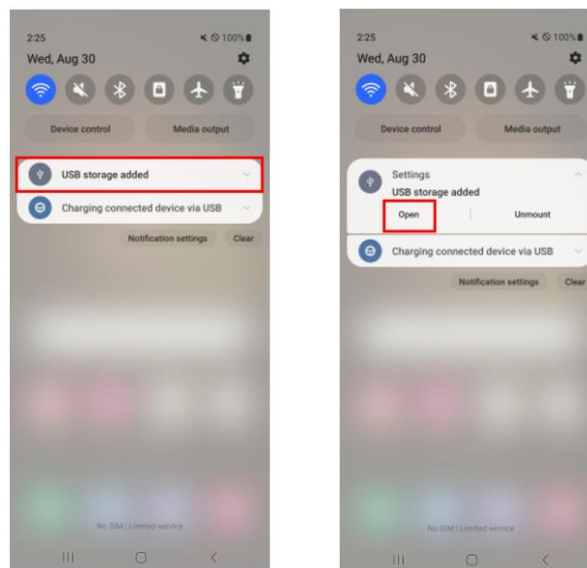 2:25
100%
Wed, Aug 30
Device control
Media output
USB storage added
Charging connected device via USB
Notification settings
Clear
No SIM | Limited service
2:25
100%
Wed, Aug 30
Device control
Media output
Settings
USB storage added
Open
Unmount
Charging connected device via USB
Notification settings
Clear
No SIM | Limited service